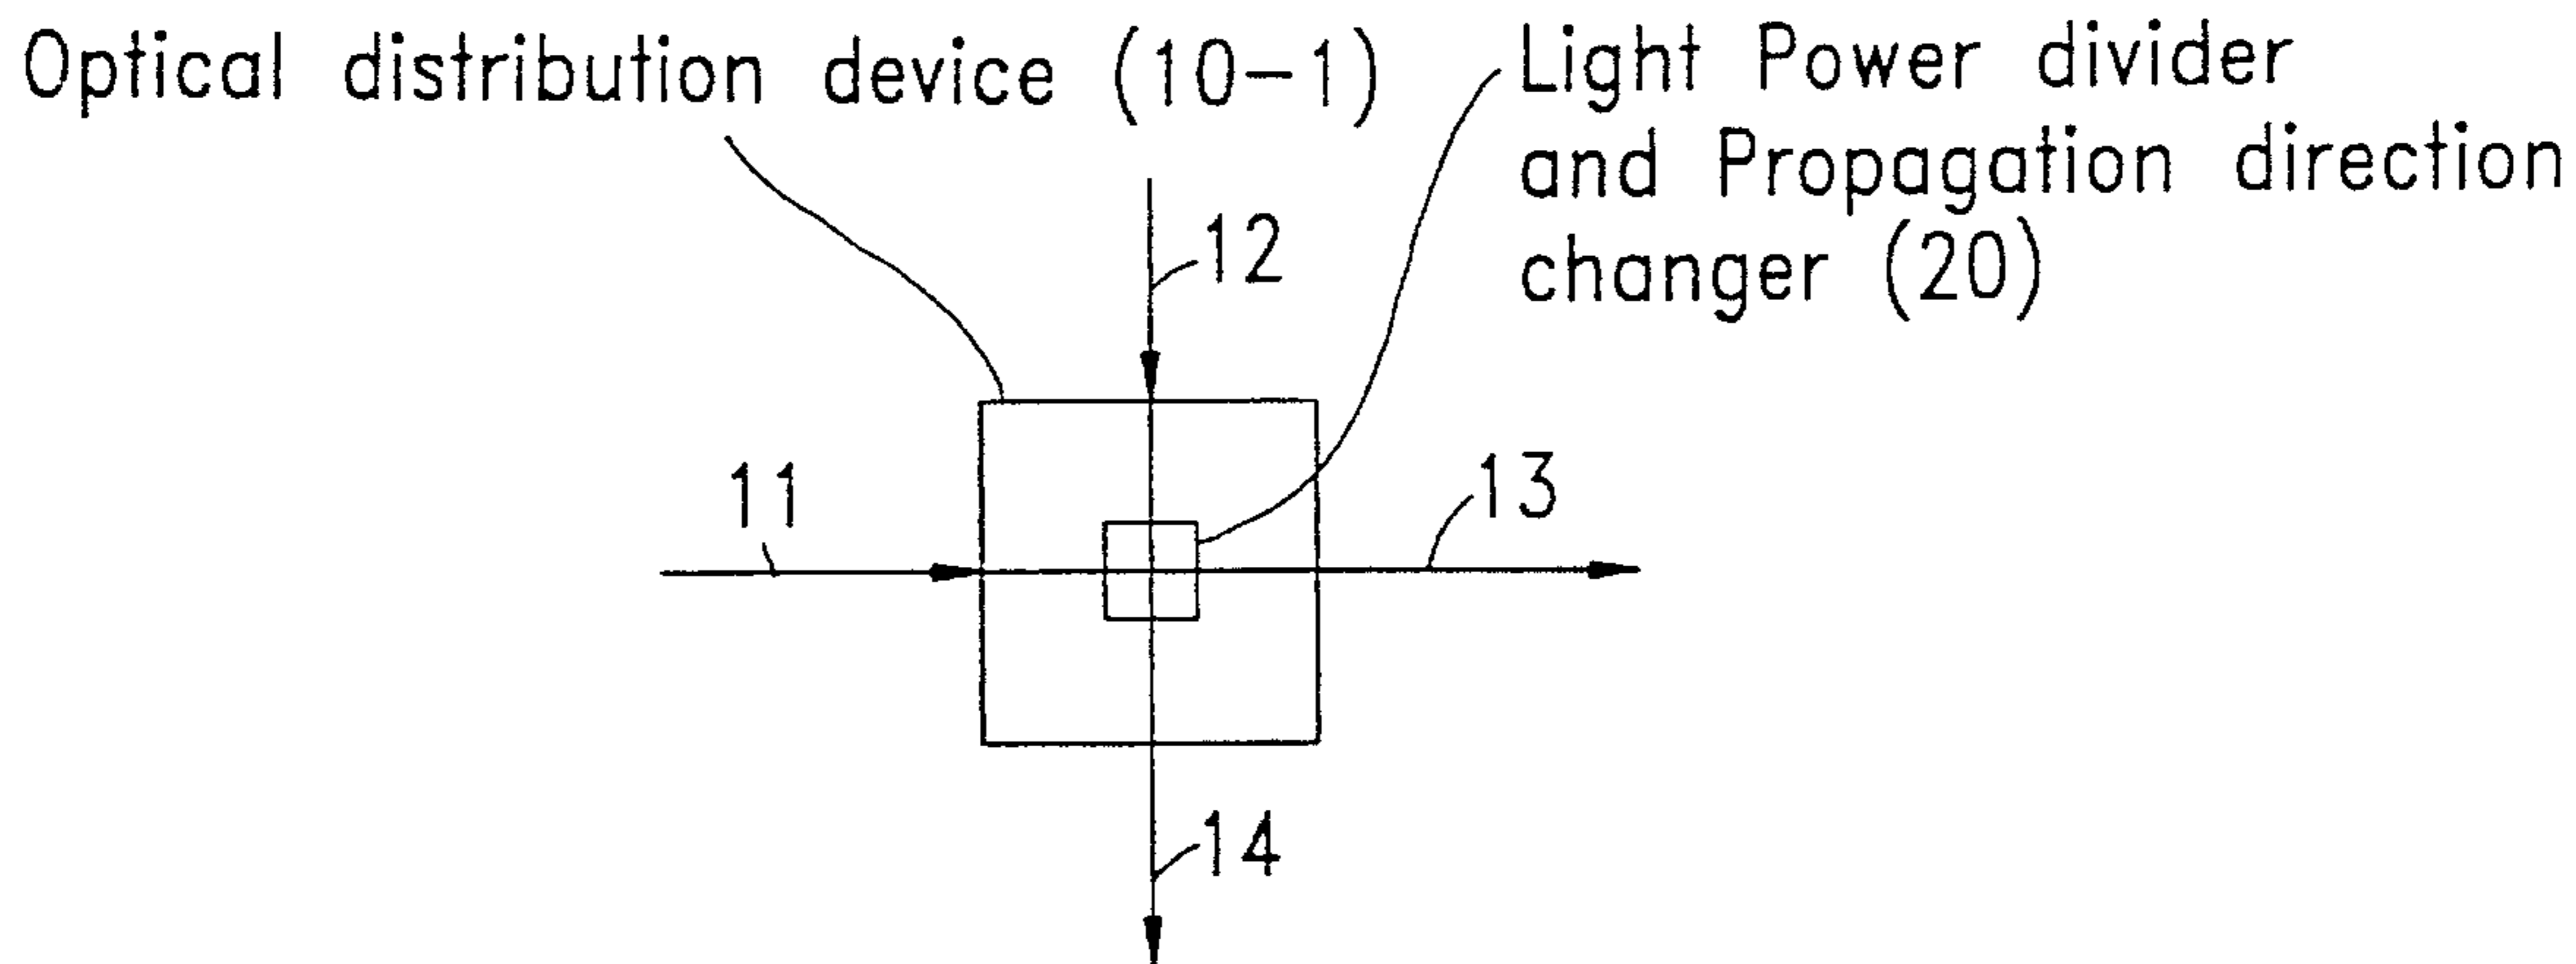 Optical distribution device (10-1)
Light Power divider
and Propagation direction
changer (20)
12
11
13
14